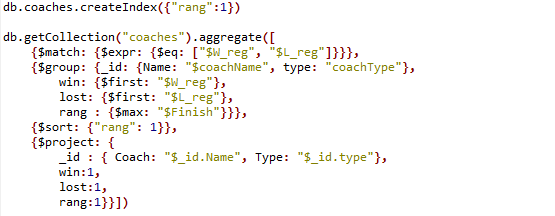 db.coaches.createIndex({"rang":1})
db.getCollection("coaches").aggregate([
{$match: {$expr: {$eq: ["$W_reg", "$L_reg"]}}},
{$group: {_id: {Name: "$coachName", type: "coachType"},
win: {$first: "$W_reg"},
lost: {$first: "$L_reg"},
rang : {$max: "$Finish"}}},
{$sort: {"rang": 1}},
{$project: {
_id : { Coach: "$_id.Name", Type: "$_id.type"},
win:1,
lost:1,
rang:1}}])